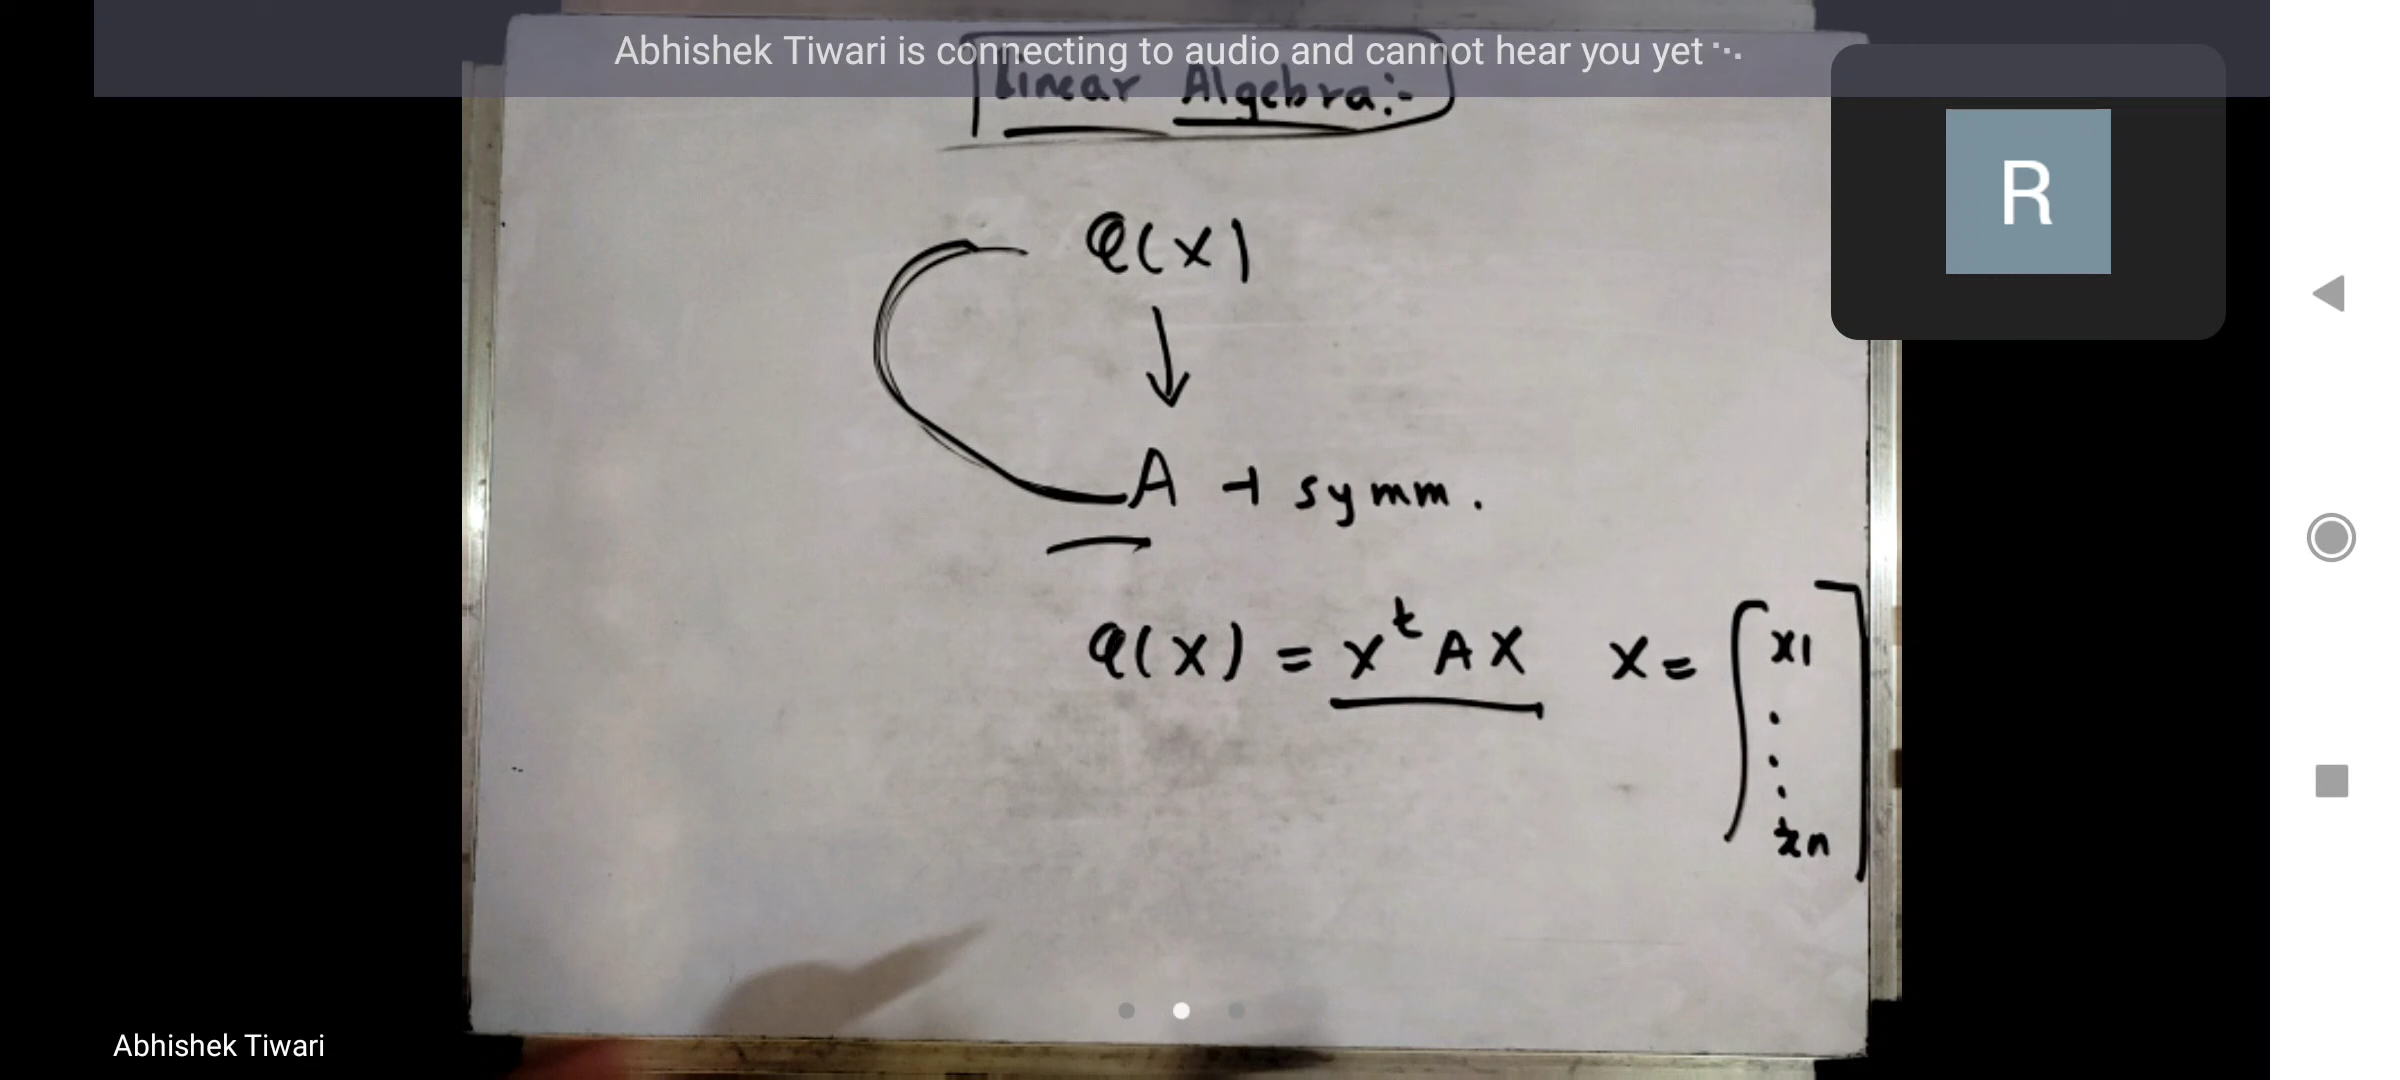 Abhishek Tiwari is connecting to audio and cannot hear you yet
Linear Algebra:-
R
Q(X)
A → symm.
Q(X) = X^t A X   X = [x1
.
.
.
xn]
Abhishek Tiwari